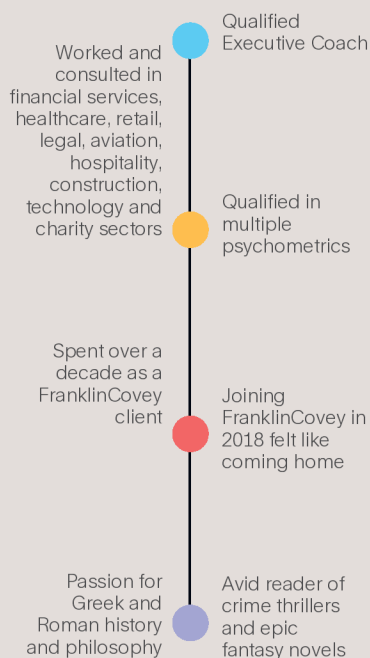 Qualified
Executive Coach
Worked and
consulted in
financial services,
healthcare, retail,
legal, aviation,
hospitality,
construction,
technology and
charity sectors
Qualified in
multiple
psychometrics
Spent over a
decade as a
FranklinCovey
client
Joining
FranklinCovey in
2018 felt like
coming home
Passion for
Greek and
Roman history
and philosophy
Avid reader of
crime thrillers
and epic
fantasy novels